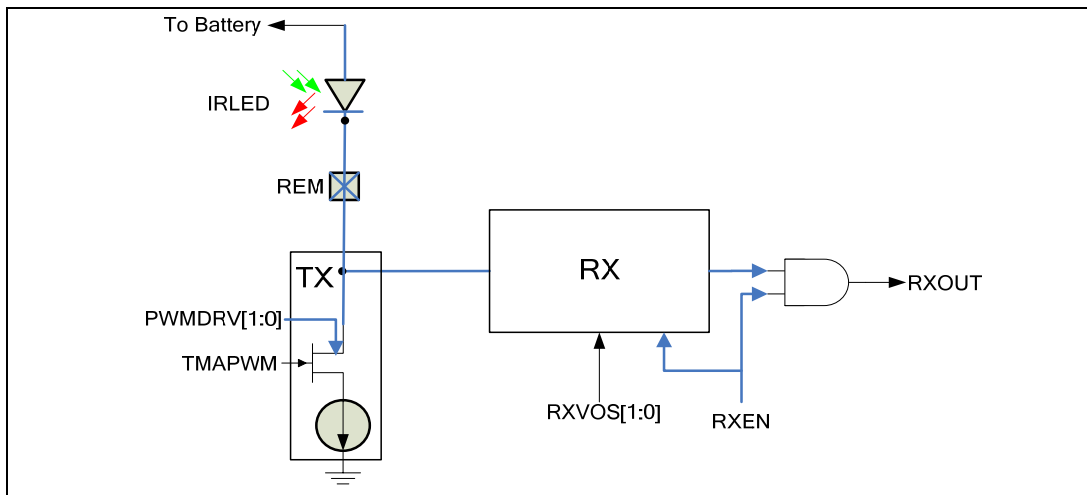 To Battery
IRLED
REM
TX
RX
RXOUT
PWMDRV[1:0]
TMAPWM
RXVOS[1:0]
RXEN